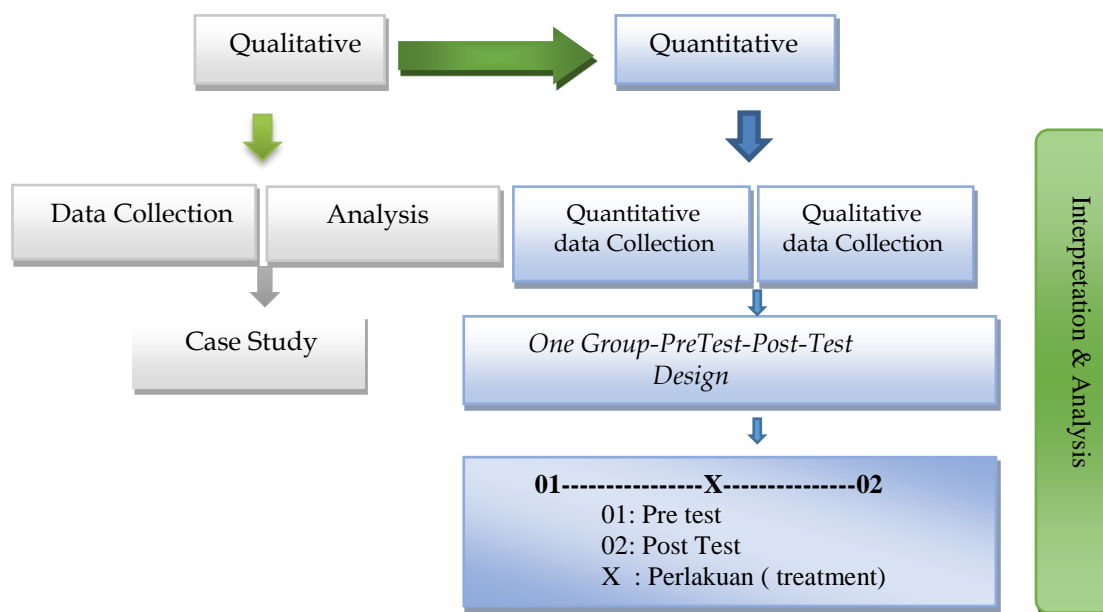 Qualitative
Quantitative
Data Collection
Analysis
Case Study
Quantitative
data Collection
Qualitative
data Collection
One Group-PreTest-Post-Test
Design
01----------------X---------------02
01: Pre test
02: Post Test
X : Perlakuan ( treatment)
Interpretation & Analysis